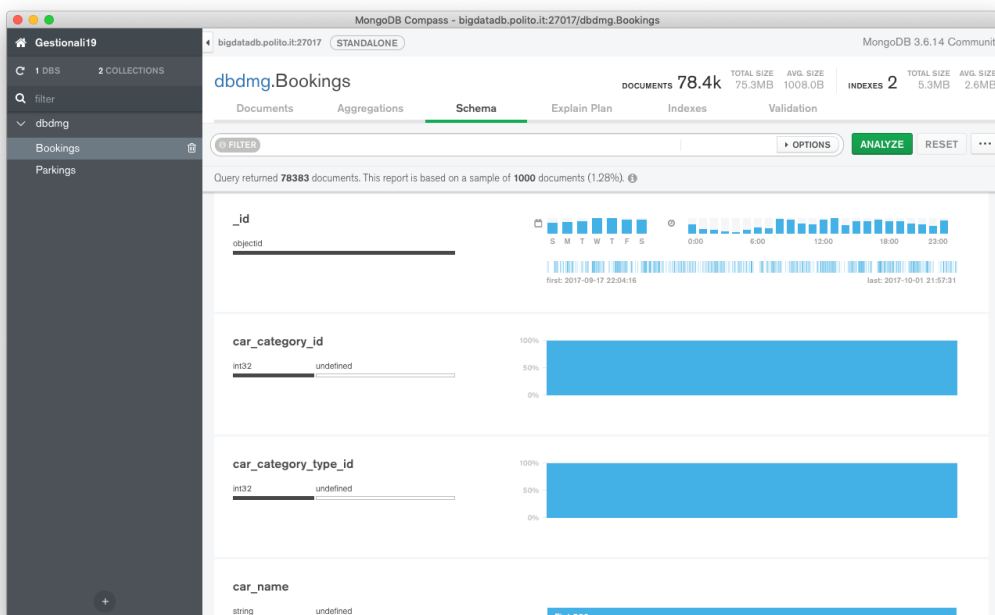 MongoDB Compass - bigdatadb.polito.it:27017/dbdmg.Bookings
Gestionali19
bigdatadb.polito.it:27017 STANDALONE MongoDB 3.6.14 Communit
1 DBS 2 COLLECTIONS
dbdmg.Bookings
DOCUMENTS 78.4k TOTAL SIZE 75.3MB AVG. SIZE 1008.0B INDEXES 2 TOTAL SIZE 5.3MB AVG. SIZE 2.6MB
filter
Documents Aggregations Schema Explain Plan Indexes Validation
dbdmg
Bookings
Parkings
FILTER OPTIONS ANALYZE RESET ...
Query returned 78383 documents. This report is based on a sample of 1000 documents (1.28%).
_id
objectid
S M T W T F S 0:00 6:00 12:00 18:00 23:00
first: 2017-09-17 22:04:16 last: 2017-10-01 21:57:31
car_category_id
int32 undefined
100%
50%
0%
car_category_type_id
int32 undefined
100%
50%
0%
car_name
string undefined